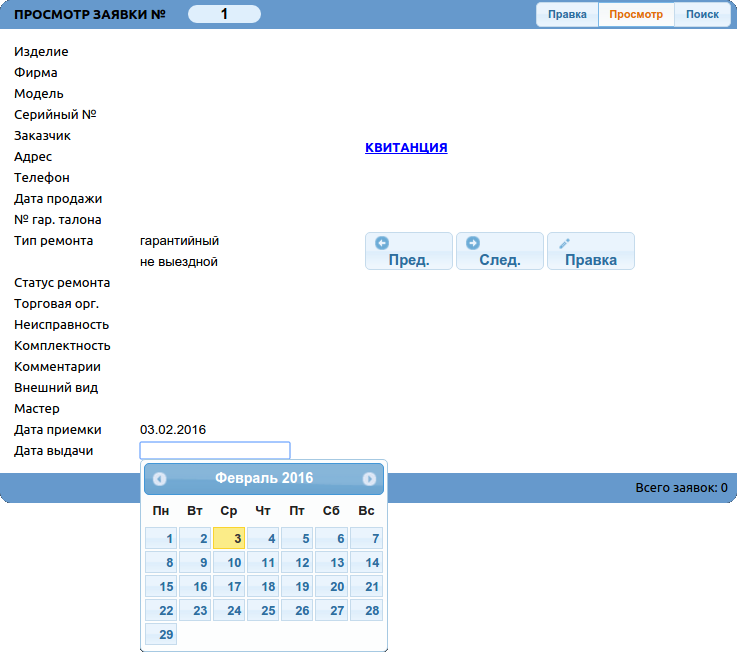 ПРОСМОТР ЗАЯВКИ № 1 Правка Просмотр Поиск
Изделие
Фирма
Модель
Серийный №
Заказчик
КВИТАНЦИЯ
Адрес
Телефон
Дата продажи
№ гар. талона
Тип ремонта гарантийный
не выездной
Пред. След. Правка
Статус ремонта
Торговая орг.
Неисправность
Комплектность
Комментарии
Внешний вид
Мастер
Дата приемки 03.02.2016
Дата выдачи
Февраль 2016
Всего заявок: 0
Пн Вт Ср Чт Пт Сб Вс
1 2 3 4 5 6 7
8 9 10 11 12 13 14
15 16 17 18 19 20 21
22 23 24 25 26 27 28
29